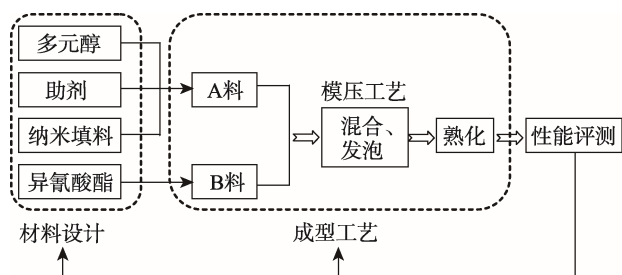 多元醇
助剂
纳米填料
异氰酸酯
A料
B料
模压工艺
混合、
发泡
熟化
性能评测
材料设计
成型工艺